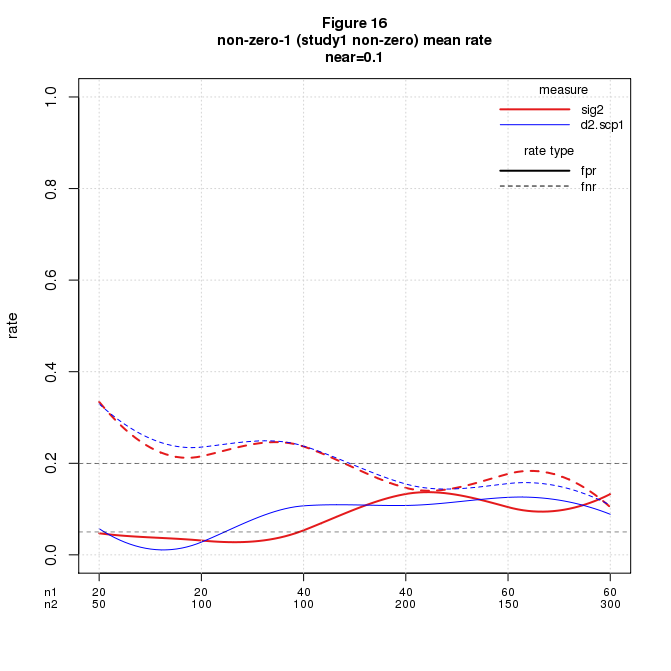 Figure 16
non-zero-1 (study1 non-zero) mean rate
near=0.1
measure
sig2
d2.scp1
rate type
fpr
fnr
rate
1.0
0.8
0.6
0.4
0.2
0.0
n1 20 20 40 40 60 60
n2 50 100 100 200 150 300